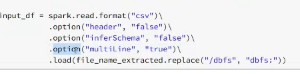 input_df = spark.read.format("csv")\
.option("header", "false")\
.option("inferSchema", "false")\
.option("multiLine", "true")\
.load(file_name_extracted.replace("/dbfs", "dbfs:"))